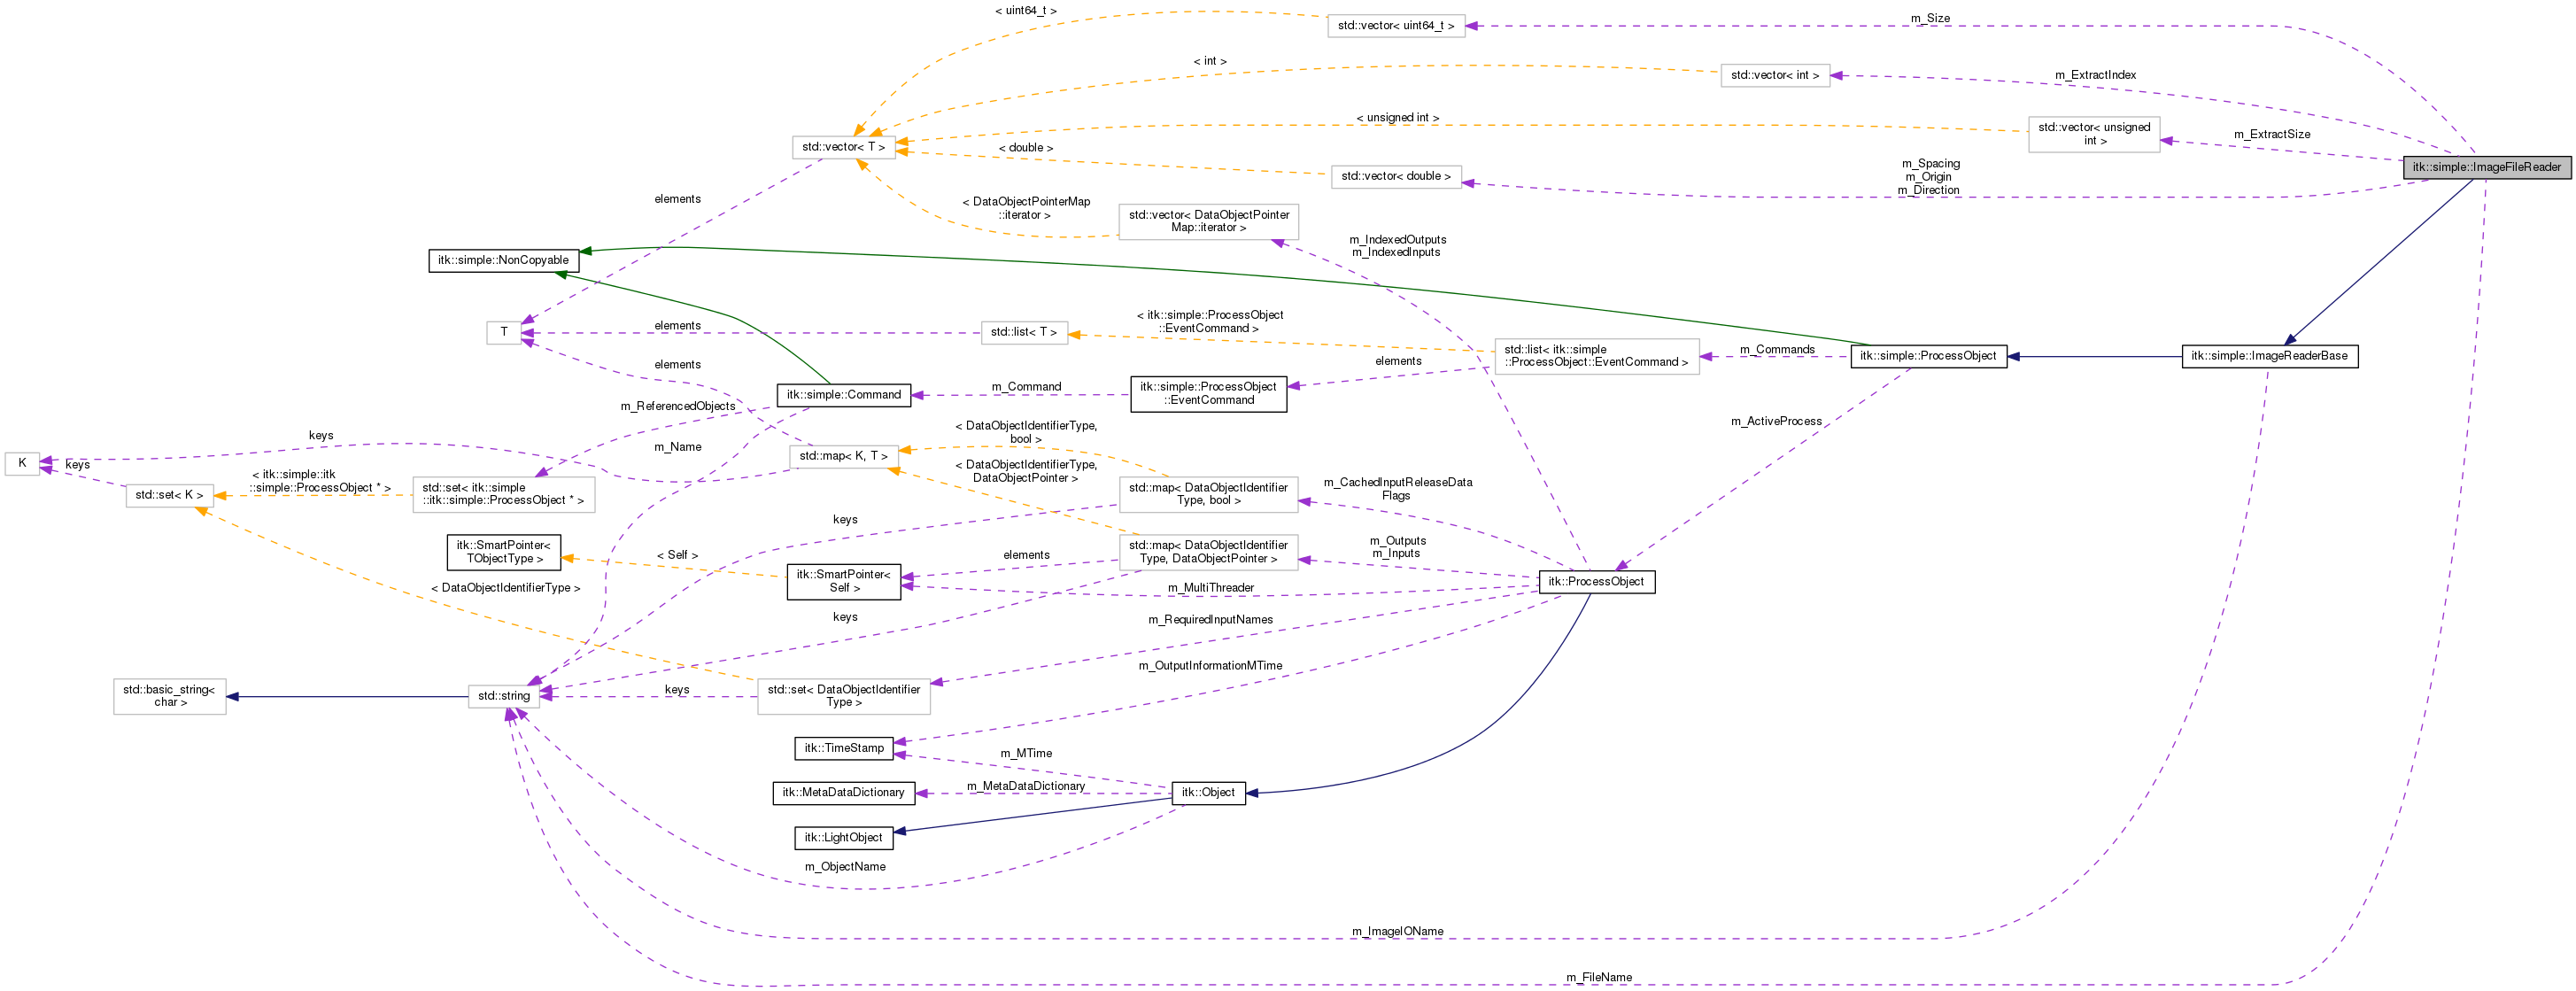 < uint64_t >
std::vector< uint64_t >
m_Size
< int >
std::vector< int >
m_ExtractIndex
< unsigned int >
std::vector< unsigned
int >
m_ExtractSize
std::vector< T >
< double >
std::vector< double >
m_Spacing
m_Origin
m_Direction
itk::simple::ImageFileReader
elements
< DataObjectPointerMap
::iterator >
std::vector< DataObjectPointer
Map::iterator >
m_IndexedOutputs
m_IndexedInputs
itk::simple::NonCopyable
T
elements
std::list< T >
< itk::simple::ProcessObject
::EventCommand >
std::list< itk::simple
::ProcessObject::EventCommand >
m_Commands
itk::simple::ProcessObject
itk::simple::ImageReaderBase
elements
elements
itk::simple::Command
m_Command
itk::simple::ProcessObject
::EventCommand
m_ReferencedObjects
m_ActiveProcess
keys
m_Name
< DataObjectIdentifierType,
bool >
K
keys
std::map< K, T >
< itk::simple::itk
::simple::ProcessObject * >
< DataObjectIdentifierType,
DataObjectPointer >
std::set< K >
std::set< itk::simple
::itk::simple::ProcessObject * >
std::map< DataObjectIdentifier
Type, bool >
m_CachedInputReleaseData
Flags
keys
itk::SmartPointer<
TObjectType >
< Self >
elements
std::map< DataObjectIdentifier
Type, DataObjectPointer >
m_Outputs
m_Inputs
itk::SmartPointer<
Self >
itk::ProcessObject
< DataObjectIdentifierType >
m_MultiThreader
keys
m_RequiredInputNames
m_OutputInformationMTime
std::basic_string<
char >
std::string
keys
std::set< DataObjectIdentifier
Type >
itk::TimeStamp
m_MTime
itk::MetaDataDictionary
m_MetaDataDictionary
itk::Object
itk::LightObject
m_ObjectName
m_ImageIOName
m_FileName